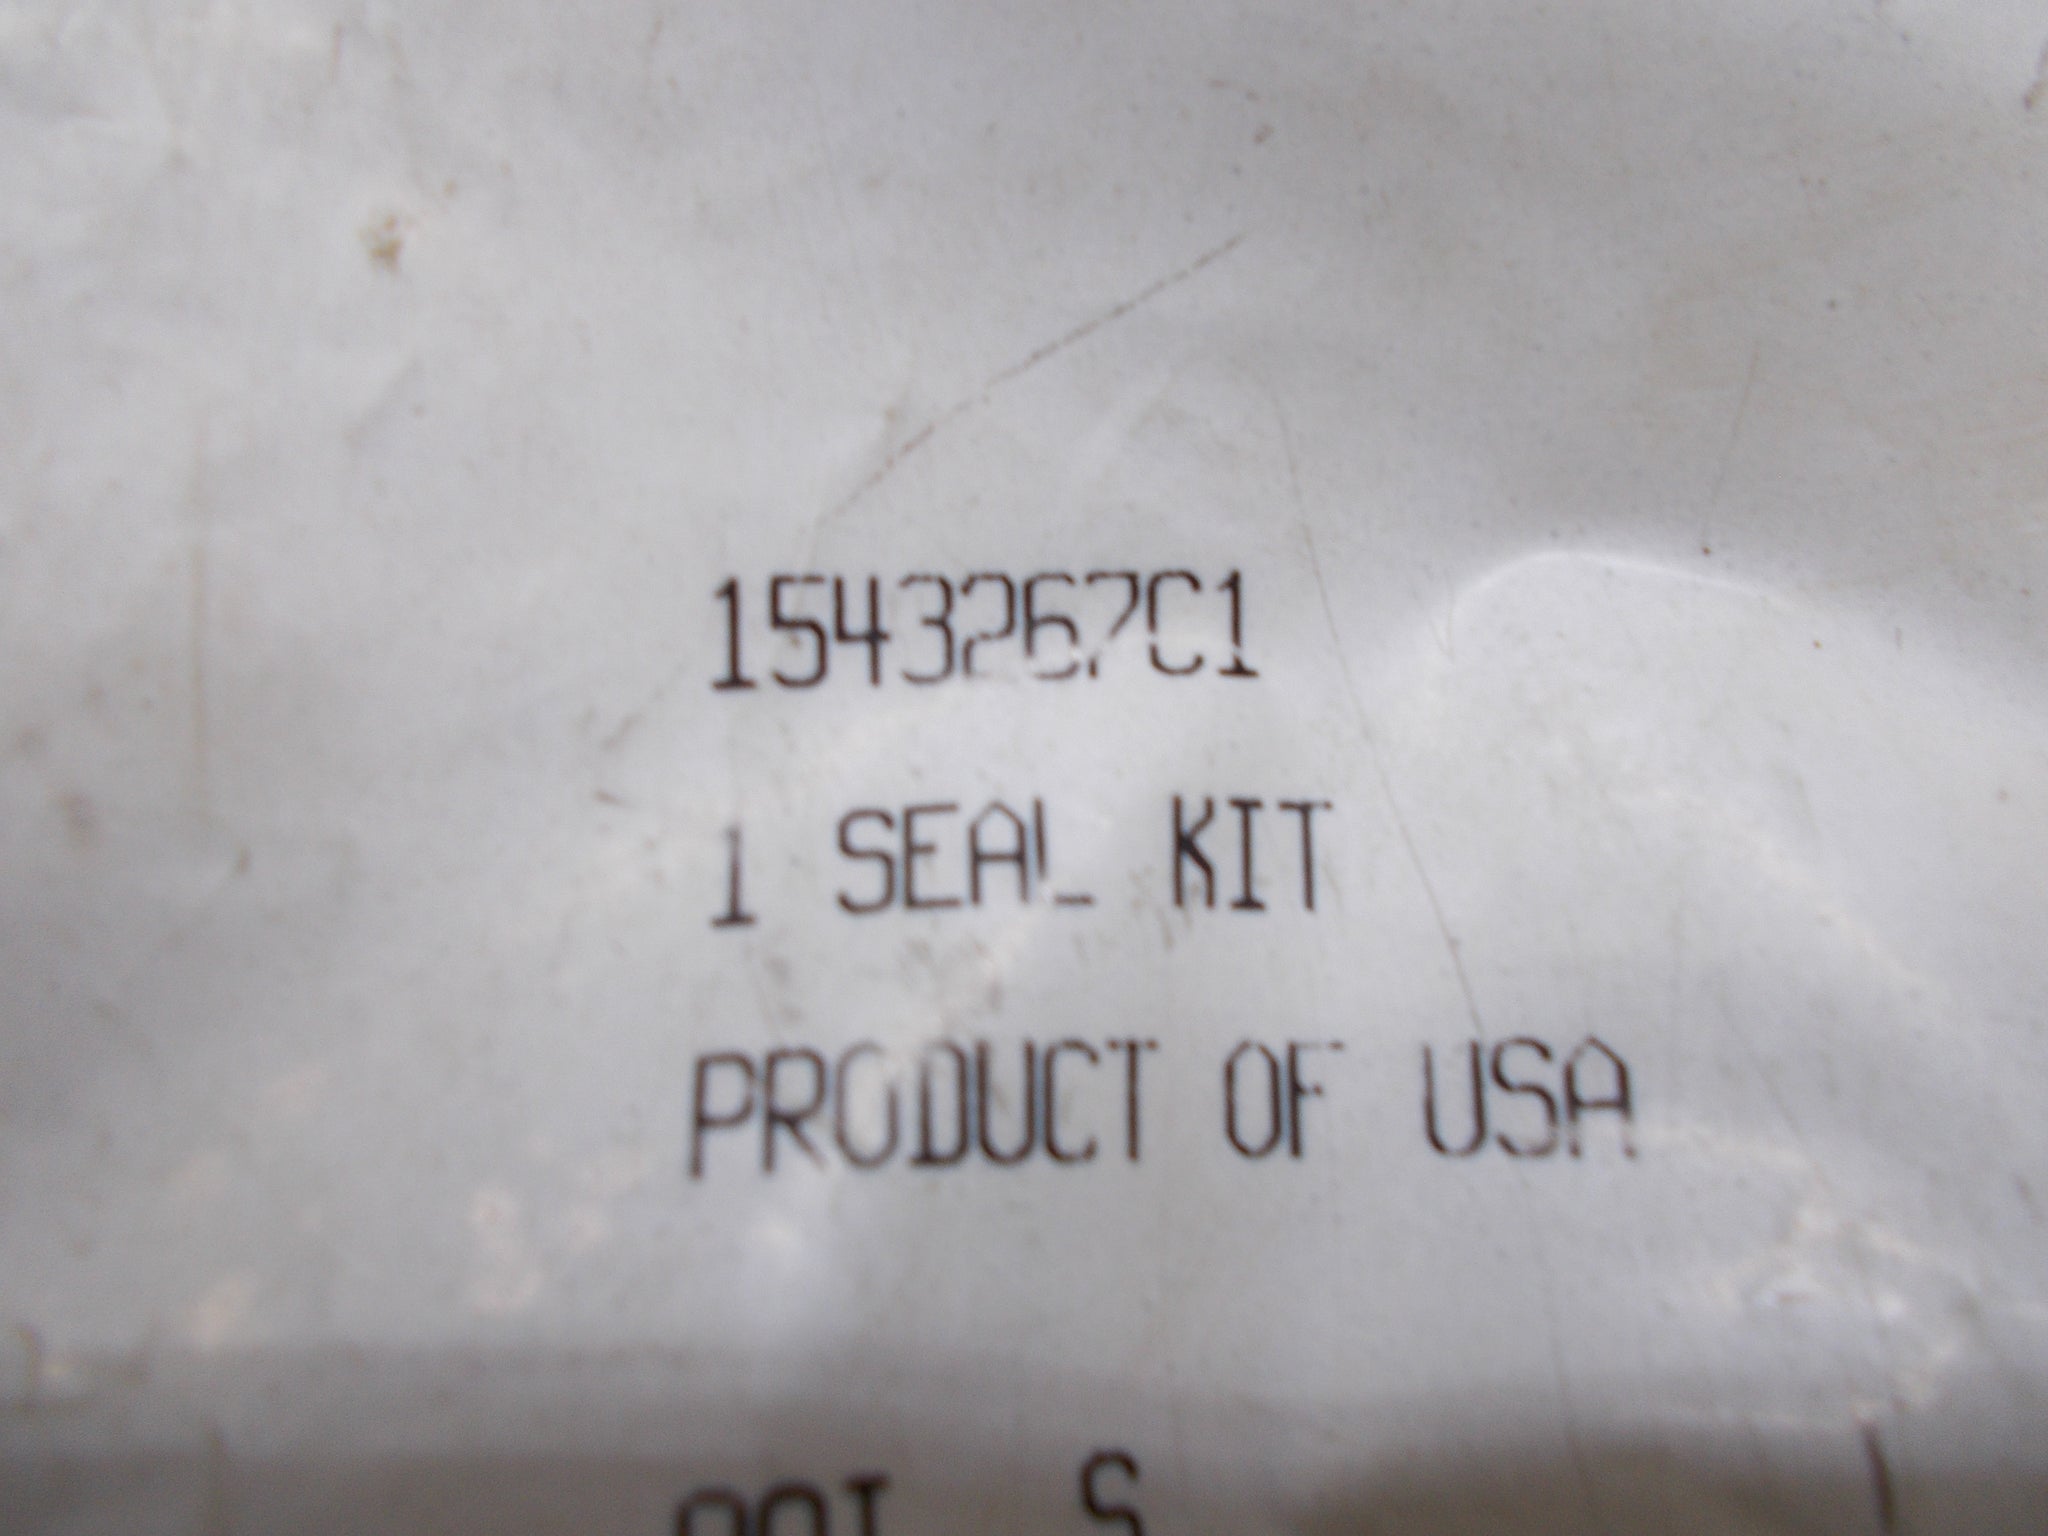 1543267C1
1 SEAL KIT
PRODUCT OF USA